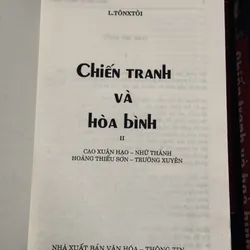 L.TÔNXTÔI
CHIẾN TRANH
VÀ
HÒA BÌNH
II
CAO XUÂN HẠO – NHỮ THÀNH
HOÀNG THIẾU SƠN – TRƯỜNG XUYÊN
NHÀ XUẤT BẢN VĂN HÓA – THÔNG TIN